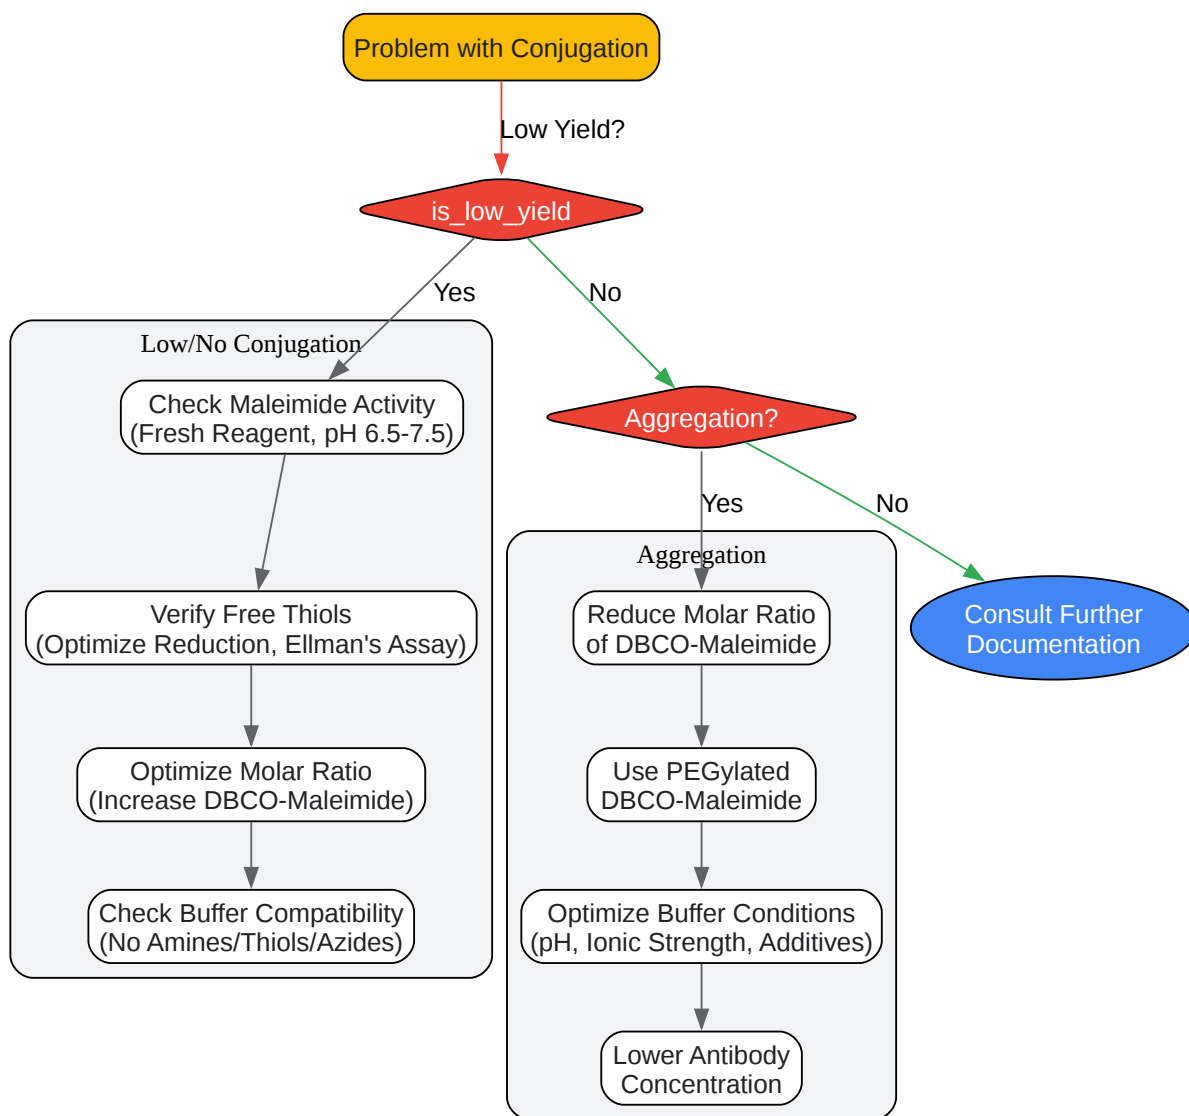 Problem with Conjugation
Low Yield?
is_low_yield
Yes
No
Low/No Conjugation
Check Maleimide Activity
(Fresh Reagent, pH 6.5-7.5)
Verify Free Thiols
(Optimize Reduction, Ellman's Assay)
Optimize Molar Ratio
(Increase DBCO-Maleimide)
Check Buffer Compatibility
(No Amines/Thiols/Azides)
Aggregation?
Yes
No
Aggregation
Reduce Molar Ratio
of DBCO-Maleimide
Use PEGylated
DBCO-Maleimide
Optimize Buffer Conditions
(pH, Ionic Strength, Additives)
Lower Antibody
Concentration
Consult Further
Documentation